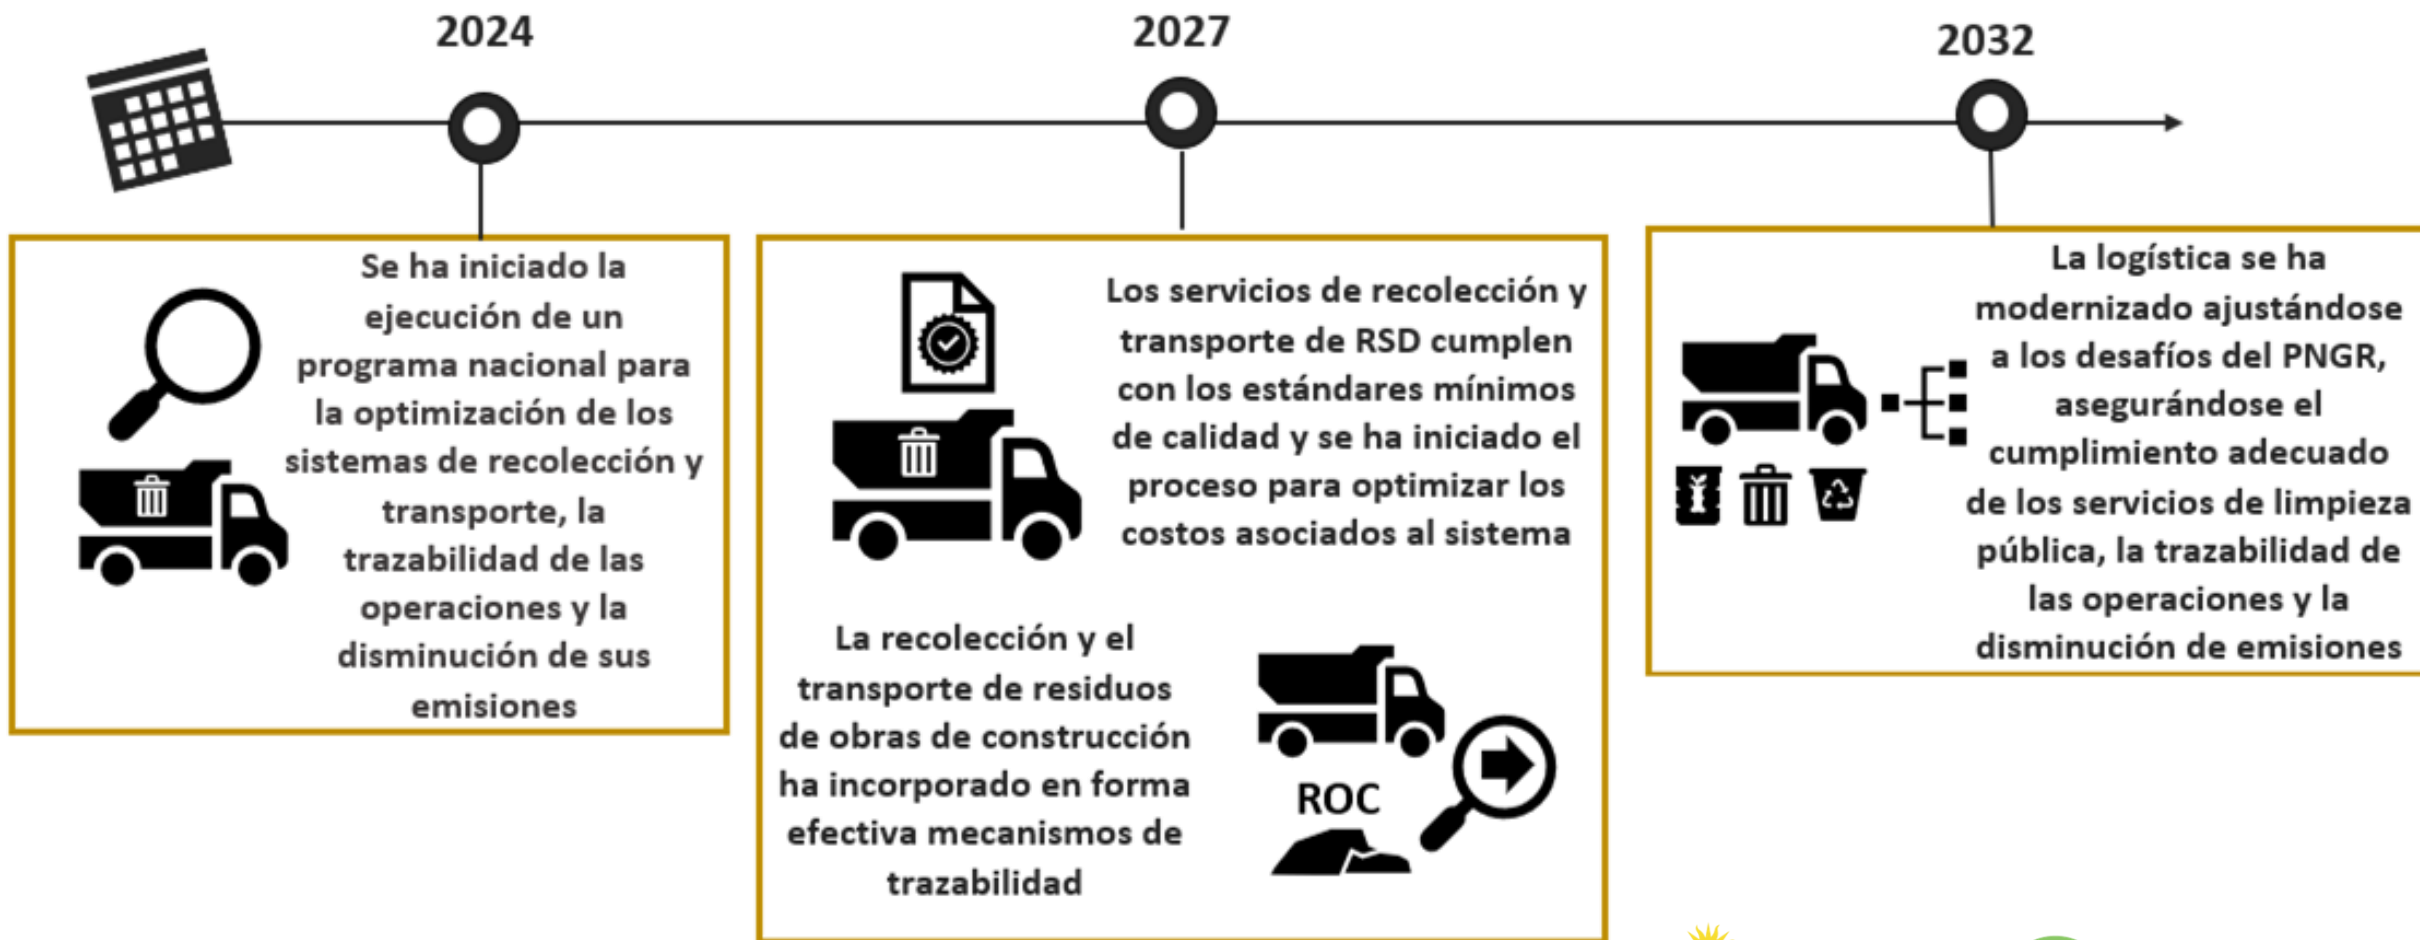 2024
2027
2032
Se ha iniciado la
ejecución de un
programa nacional para
la optimización de los
sistemas de recolección y
transporte, la
trazabilidad de las
operaciones y la
disminución de sus
emisiones
Los servicios de recolección y
transporte de RSD cumplen
con los estándares mínimos
de calidad y se ha iniciado el
proceso para optimizar los
costos asociados al sistema
La recolección y el
transporte de residuos
de obras de construcción
ha incorporado en forma
efectiva mecanismos de
trazabilidad
ROC
La logística se ha
modernizado ajustándose
a los desafíos del PNGR,
asegurándose el
cumplimiento adecuado
de los servicios de limpieza
pública, la trazabilidad de
las operaciones y la
disminución de emisiones